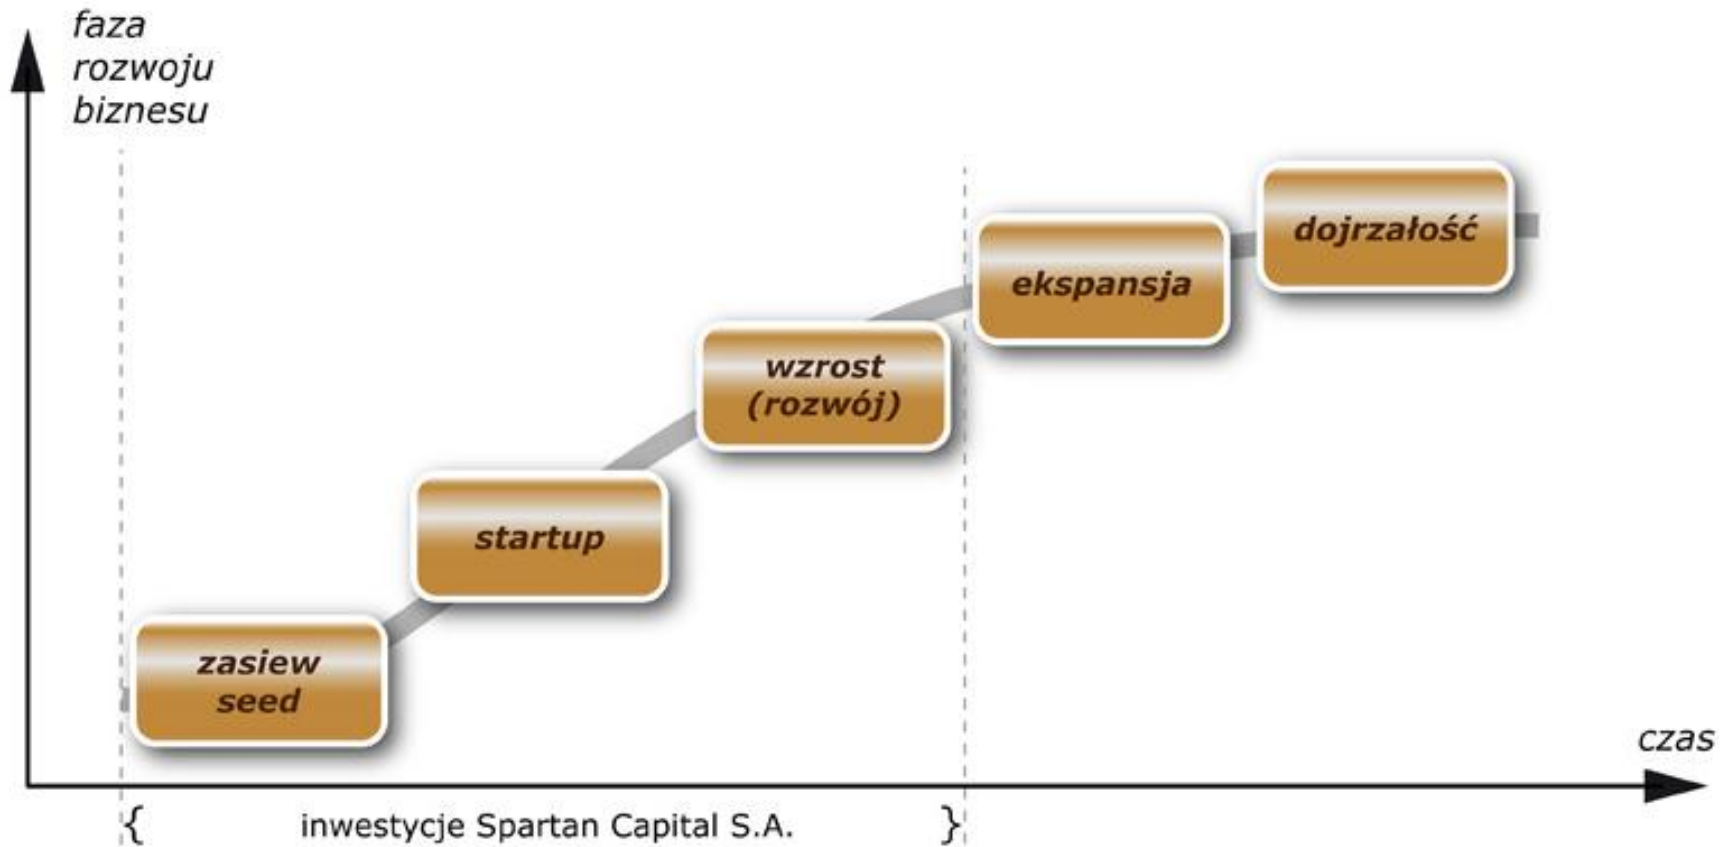 faza
rozwoju
biznesu
dojrzałość
ekspansja
wzrost
(rozwój)
startup
zasiew
seed
czas
{ inwestycje Spartan Capital S.A. }